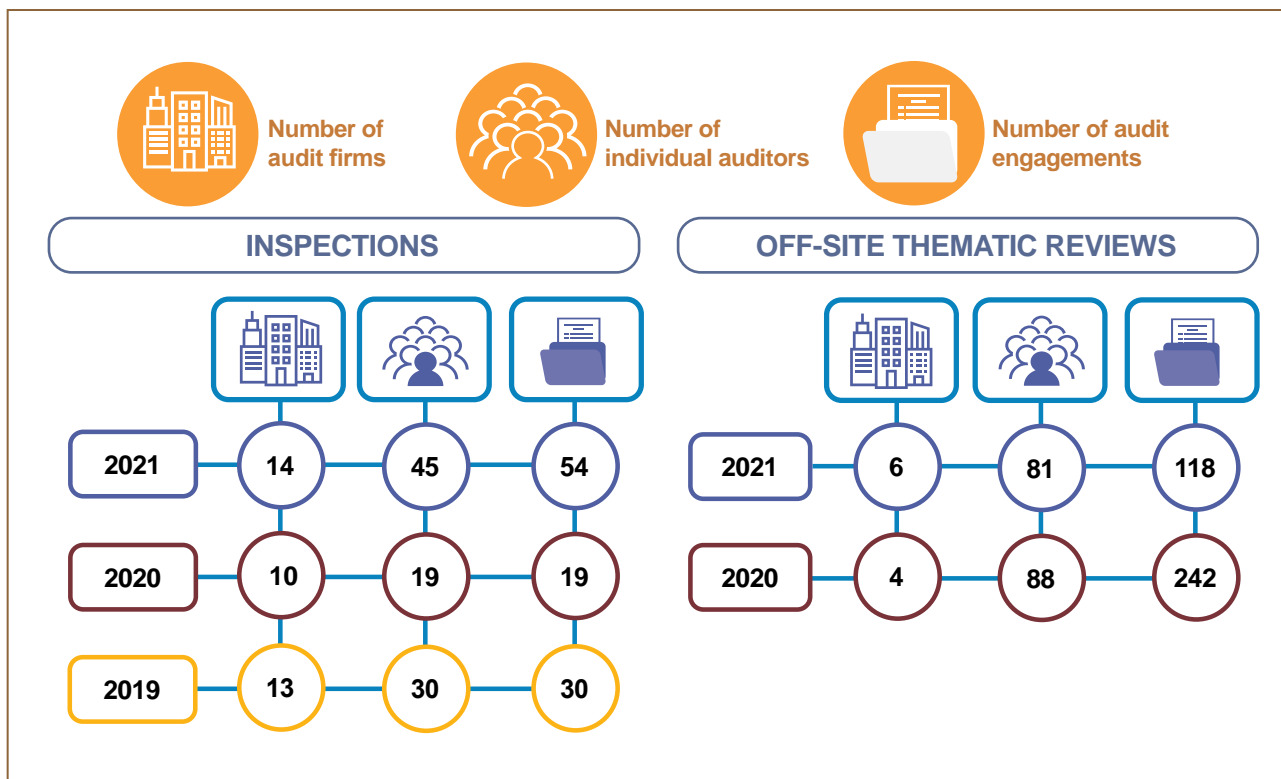 Number of
audit firms
Number of
individual auditors
Number of audit
engagements
INSPECTIONS
2021 14 45 54
2020 10 19 19
2019 13 30 30
OFF-SITE THEMATIC REVIEWS
2021 6 81 118
2020 4 88 242